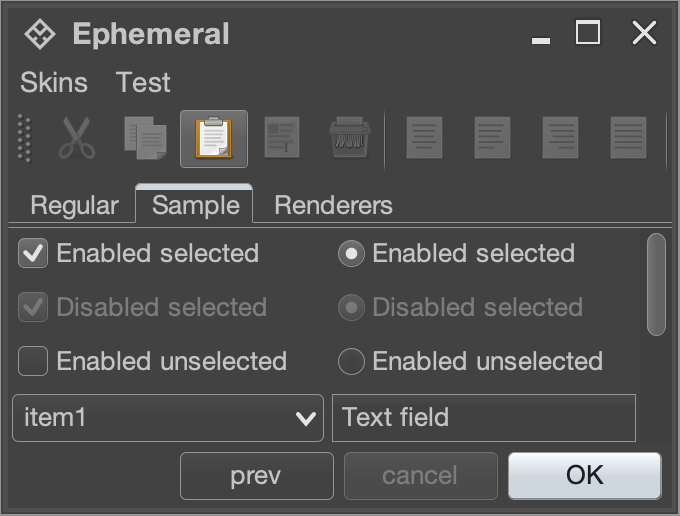 Ephemeral
Skins Test
Regular Sample Renderers
Enabled selected Enabled selected
Disabled selected Disabled selected
Enabled unselected Enabled unselected
item1 Text field
prev cancel OK